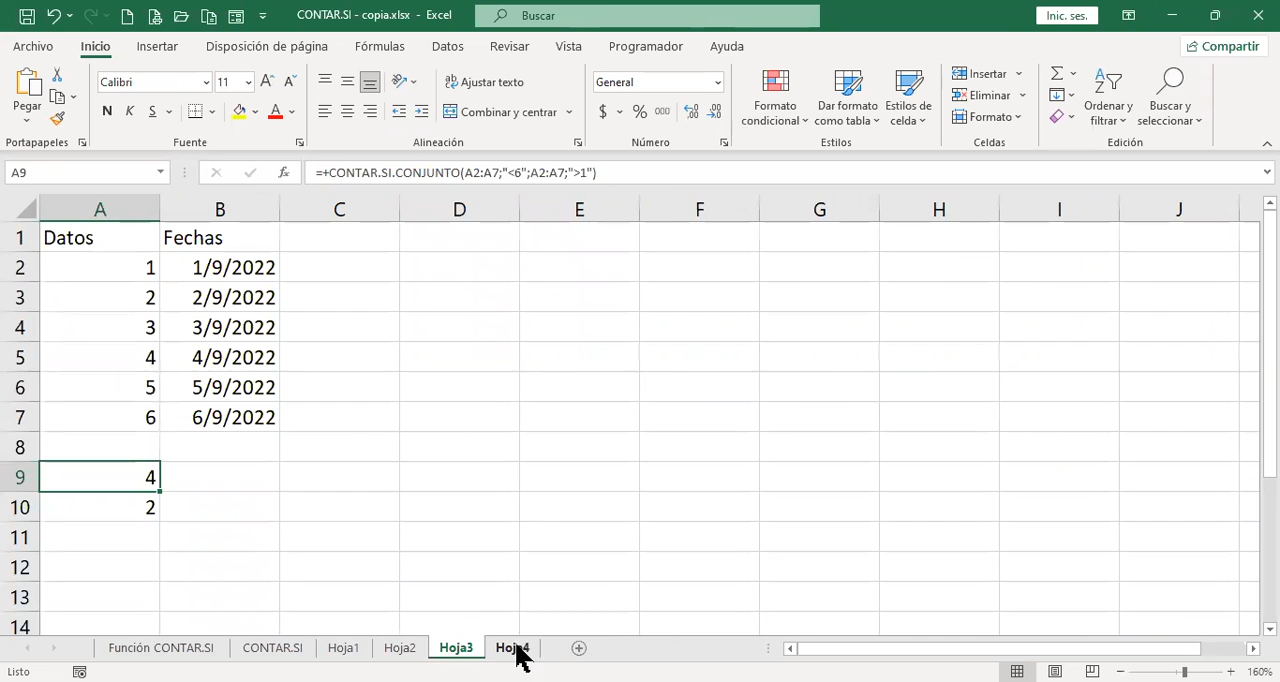 CONTAR.SI - copia.xlsx - Excel
Buscar
Inic. ses.
Archivo Inicio Insertar Disposición de página Fórmulas Datos Revisar Vista Programador Ayuda
Compartir
Calibri 11
Ajustar texto
General
Insertar
Pegar
N K S
A
Combinar y centrar
$ % 000
Formato condicional
Dar formato como tabla
Estilos de celda
Eliminar
Formato
Ordenar y filtrar
Buscar y seleccionar
Portapapeles Fuente Alineación Número Estilos Celdas Edición
A9
fx
=+CONTAR.SI.CONJUNTO(A2:A7;"<6";A2:A7;">1")
A B C D E F G H I J
1 Datos Fechas
2 1 1/9/2022
3 2 2/9/2022
4 3 3/9/2022
5 4 4/9/2022
6 5 5/9/2022
7 6 6/9/2022
8
9 4
10 2
11
12
13
14
Función CONTAR.SI CONTAR.SI Hoja1 Hoja2 Hoja3 Hoja4
Listo
160%